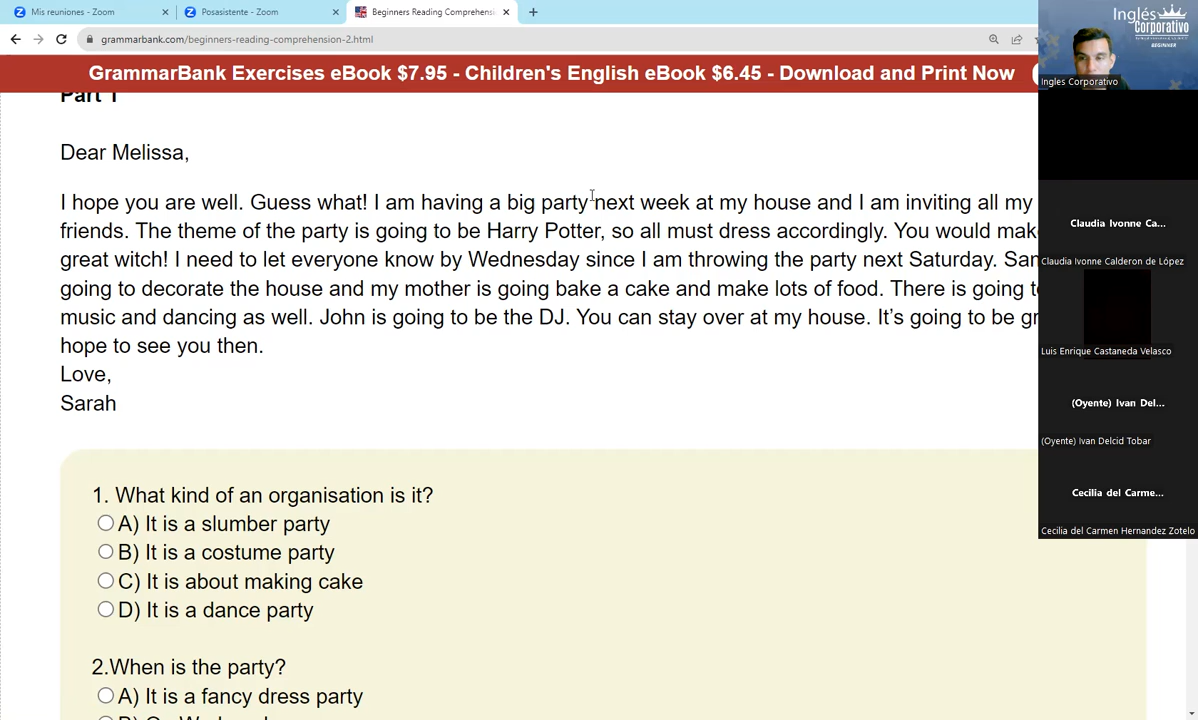 Mis reuniones - Zoom
Posasistente - Zoom
Beginners Reading Comprehensi
grammarbank.com/beginners-reading-comprehension-2.html
GrammarBank Exercises eBook $7.95 - Children's English eBook $6.45 - Download and Print Now
Part 1
Dear Melissa,
I hope you are well. Guess what! I am having a big party next week at my house and I am inviting all my
friends. The theme of the party is going to be Harry Potter, so all must dress accordingly. You would mak
great witch! I need to let everyone know by Wednesday since I am throwing the party next Saturday. Sar
going to decorate the house and my mother is going bake a cake and make lots of food. There is going t
music and dancing as well. John is going to be the DJ. You can stay over at my house. It's going to be gr
hope to see you then.
Love,
Sarah
1. What kind of an organisation is it?
A) It is a slumber party
B) It is a costume party
C) It is about making cake
D) It is a dance party
2.When is the party?
A) It is a fancy dress party
Inglés
Corporativo
BEGINNER
Ingles Corporativo
Claudia Ivonne Ca...
Claudia Ivonne Calderon de López
Luis Enrique Castaneda Velasco
(Oyente) Ivan Del...
(Oyente) Ivan Delcid Tobar
Cecilia del Carme...
Cecilia del Carmen Hernandez Zotelo